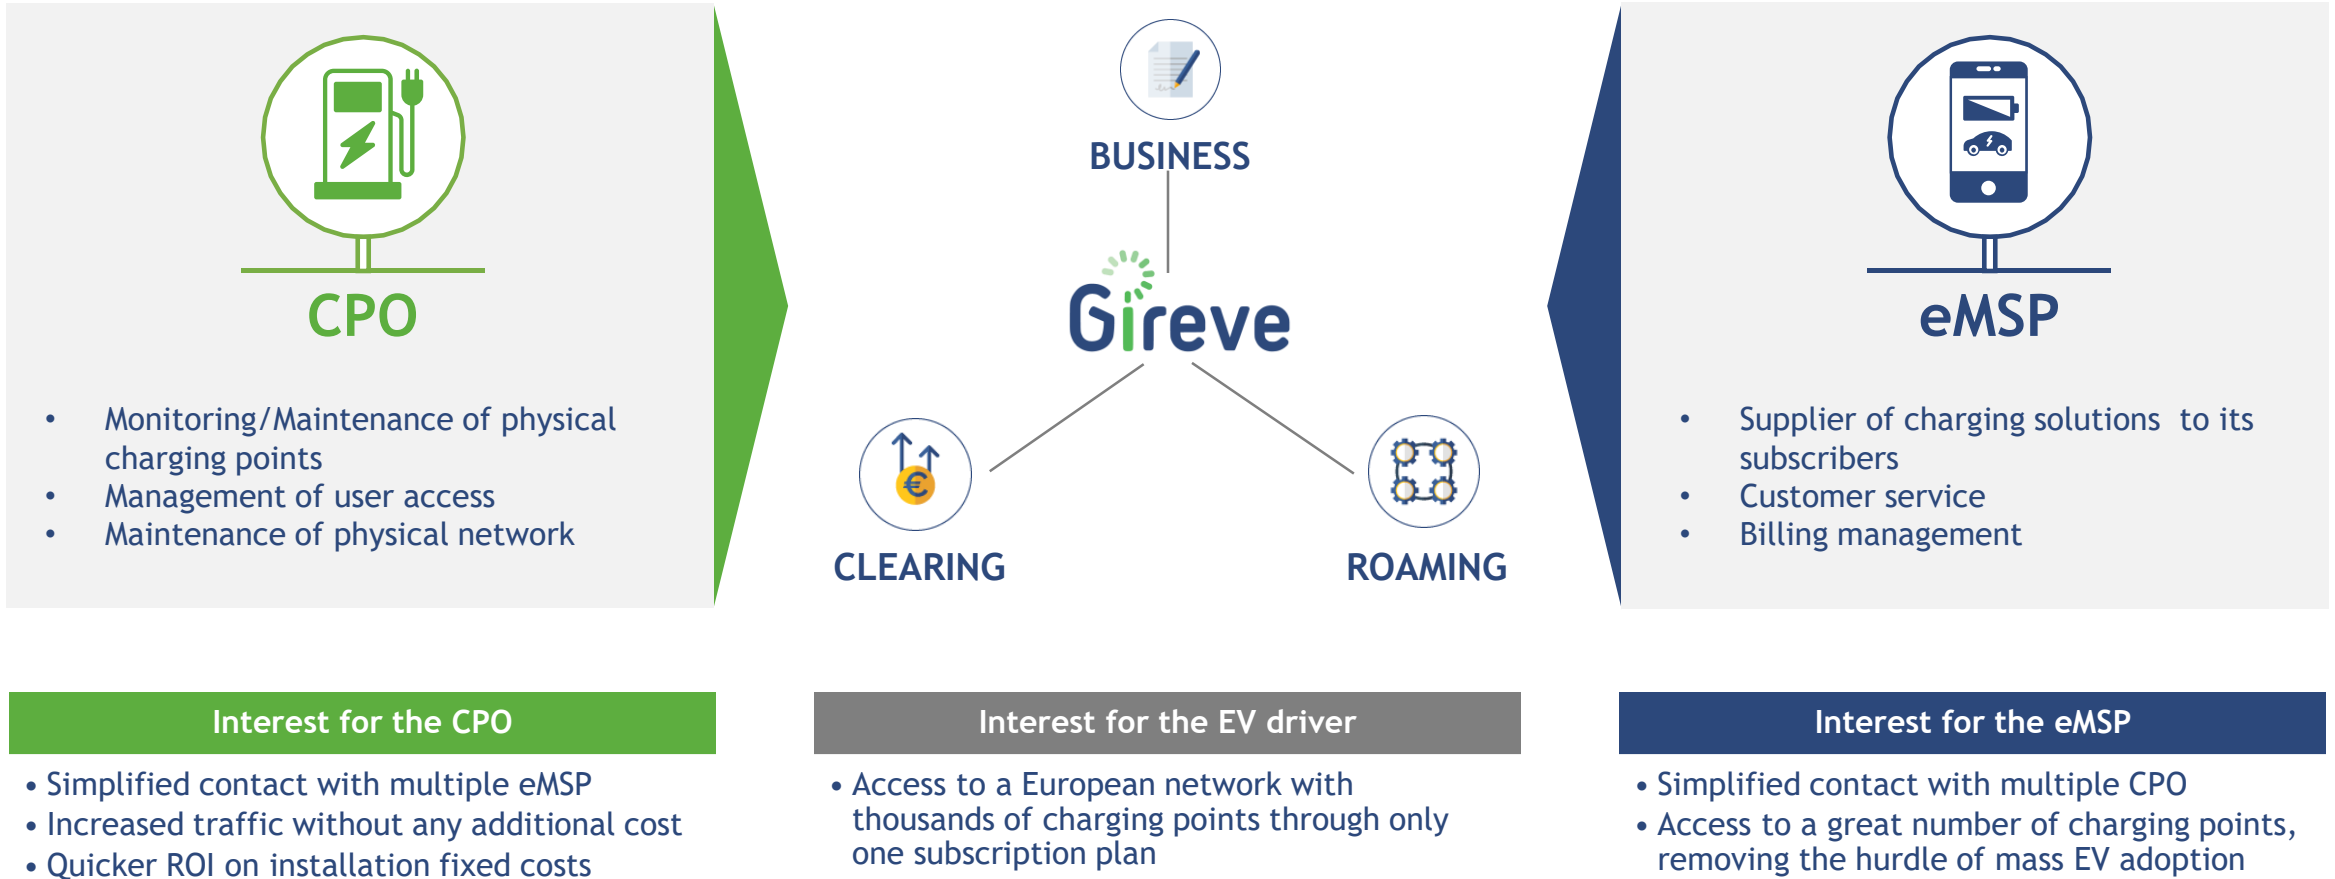 CPO
• Monitoring/Maintenance of physical
charging points
• Management of user access
• Maintenance of physical network
BUSINESS
Gireve
€
CLEARING
ROAMING
eMSP
• Supplier of charging solutions to its
subscribers
• Customer service
• Billing management
Interest for the CPO
• Simplified contact with multiple eMSP
• Increased traffic without any additional cost
• Quicker ROI on installation fixed costs
Interest for the EV driver
• Access to a European network with
thousands of charging points through only
one subscription plan
Interest for the eMSP
• Simplified contact with multiple CPO
• Access to a great number of charging points,
removing the hurdle of mass EV adoption